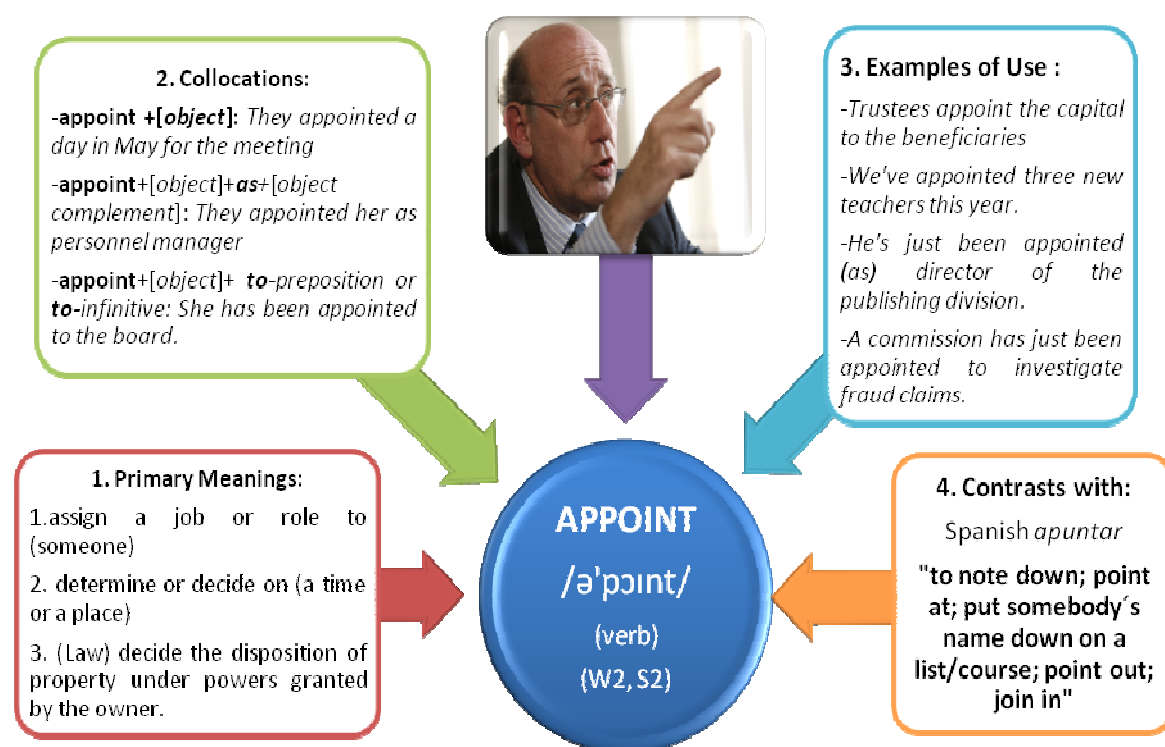 2. Collocations:
-appoint +[object]: They appointed a
day in May for the meeting
-appoint+[object]+as+[object
complement]: They appointed her as
personnel manager
-appoint+[object]+ to-preposition or
to-infinitive: She has been appointed
to the board.
3. Examples of Use :
-Trustees appoint the capital
to the beneficiaries
-We've appointed three new
teachers this year.
-He's just been appointed
(as) director of the
publishing division.
-A commission has just been
appointed to investigate
fraud claims.
1. Primary Meanings:
1.assign a job or role to
(someone)
2. determine or decide on (a time
or a place)
3. (Law) decide the disposition of
property under powers granted
by the owner.
APPOINT
/ə'pɔɪnt/
(verb)
(W2, S2)
4. Contrasts with:
Spanish apuntar
"to note down; point
at; put somebody´s
name down on a
list/course; point out;
join in"